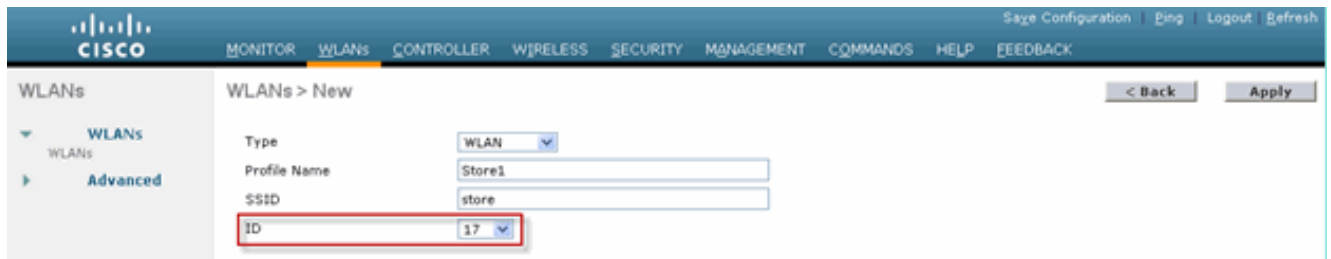 Save Configuration | Ping | Logout | Refresh
CISCO
MONITOR WLANs CONTROLLER WIRELESS SECURITY MANAGEMENT COMMANDS HELP FEEDBACK
WLANs
WLANs > New
< Back
Apply
WLANs
WLANs
Advanced
Type WLAN
Profile Name Store1
SSID store
ID 17